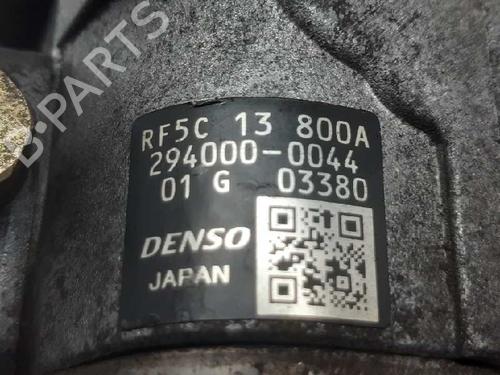 RF5C 13 800A
294000-0044
01 G 03380
DENSO
JAPAN
B-PARTS